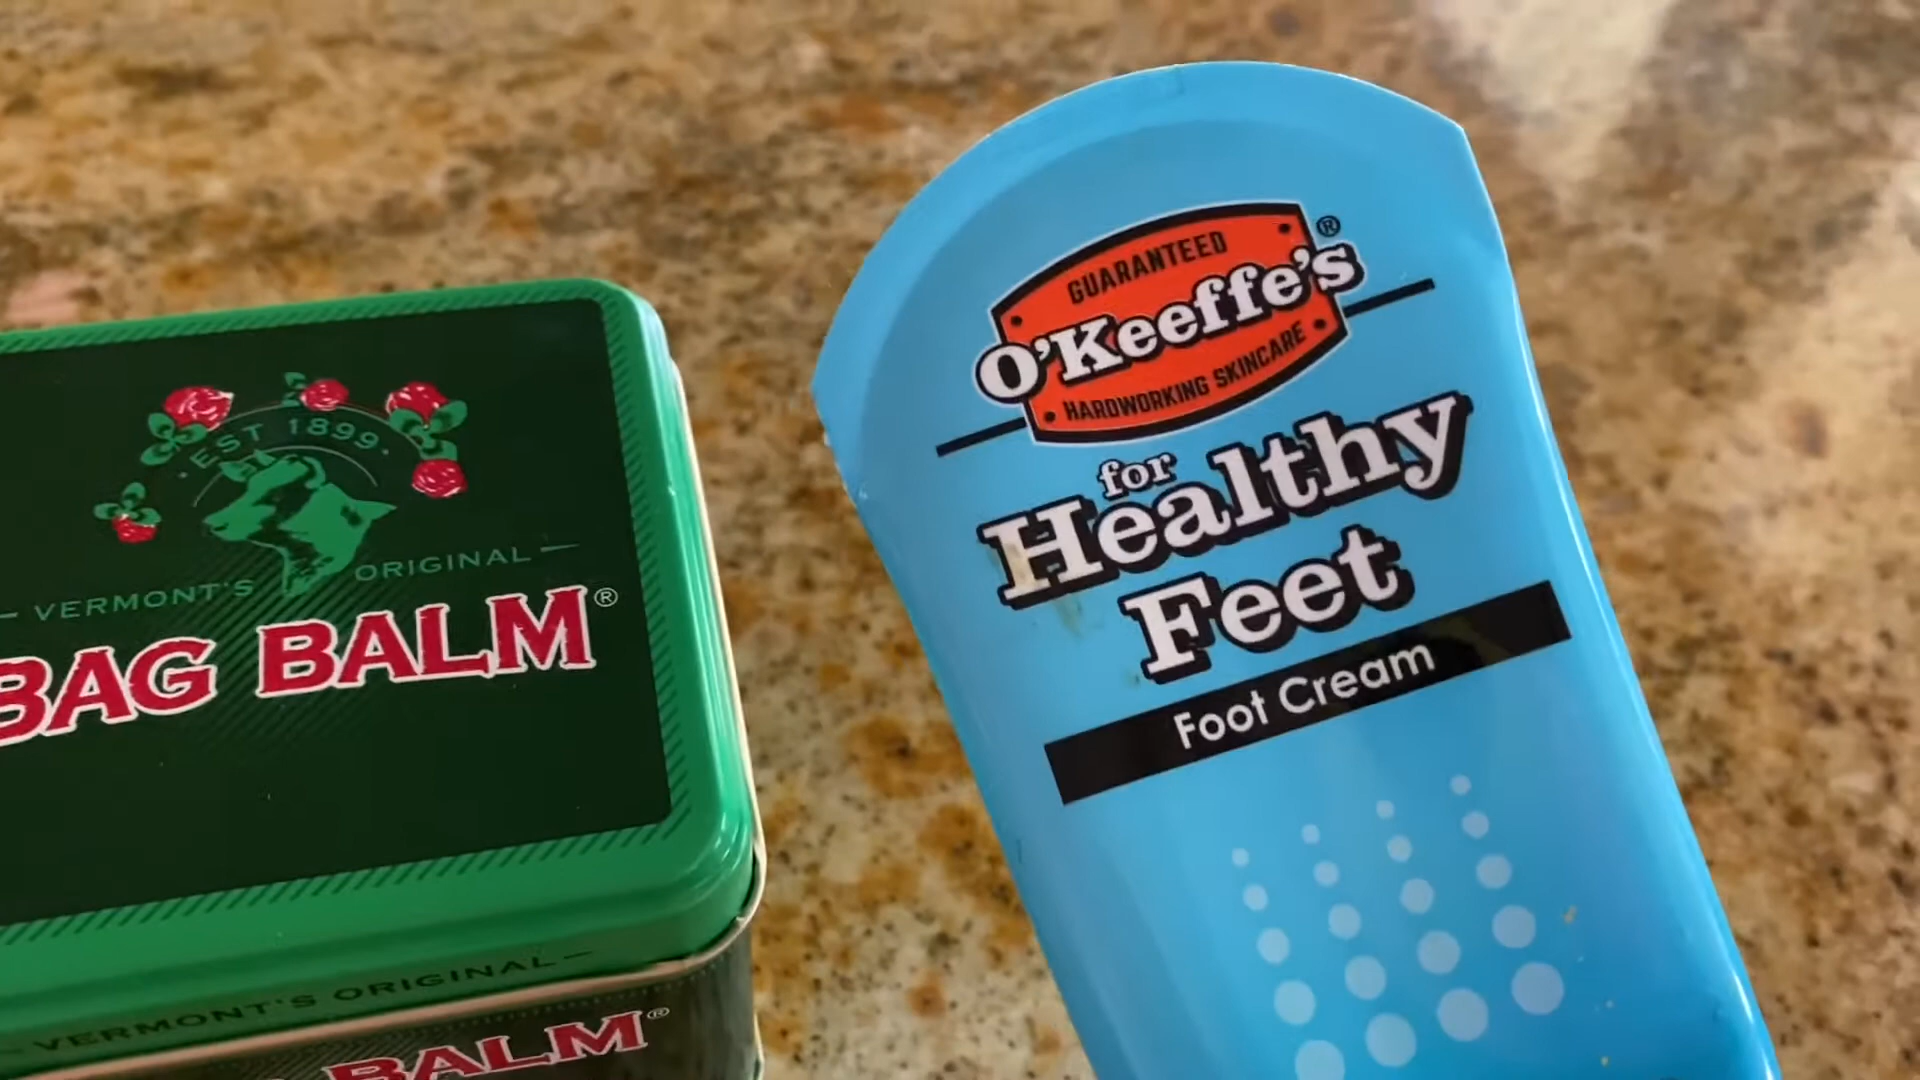 EST 1899
VERMONT'S ORIGINAL
BAG BALM®
VERMONT'S ORIGINAL
BALM®
GUARANTEED
O'Keeffe's®
HARDWORKING SKINCARE
for
Healthy
Feet
Foot Cream